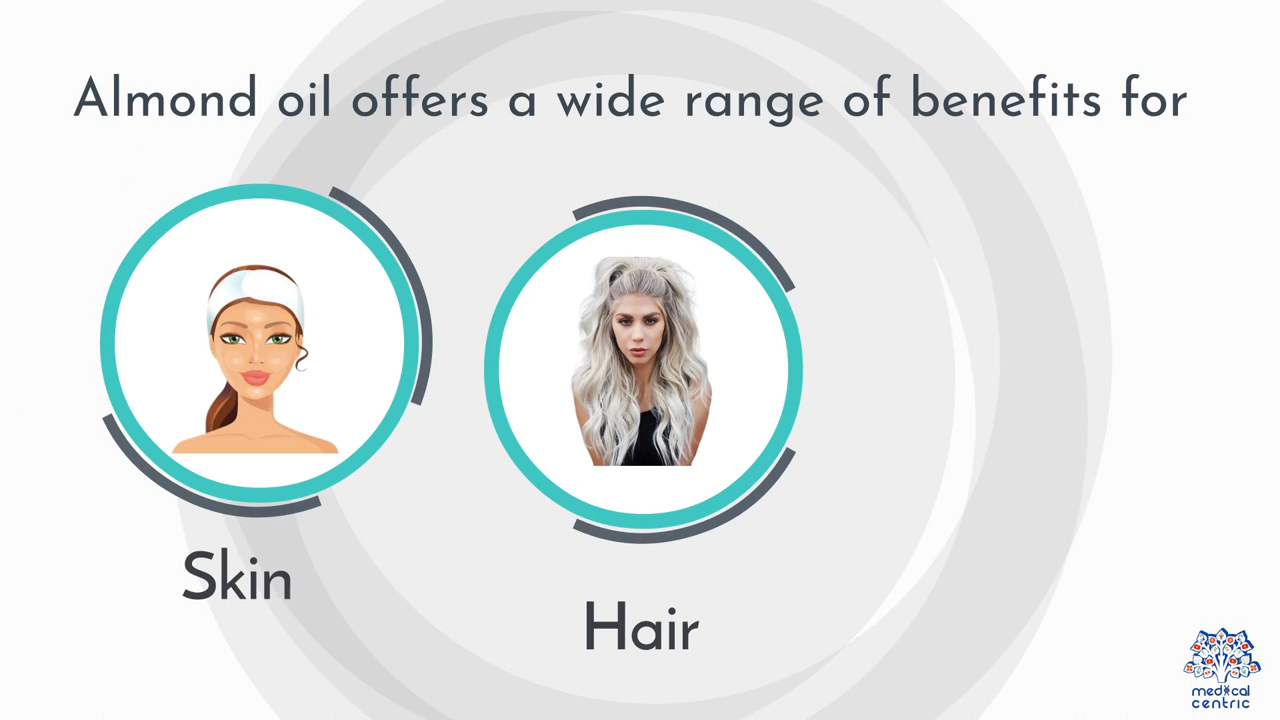 Almond oil offers a wide range of benefits for
Skin
Hair
medical
centric